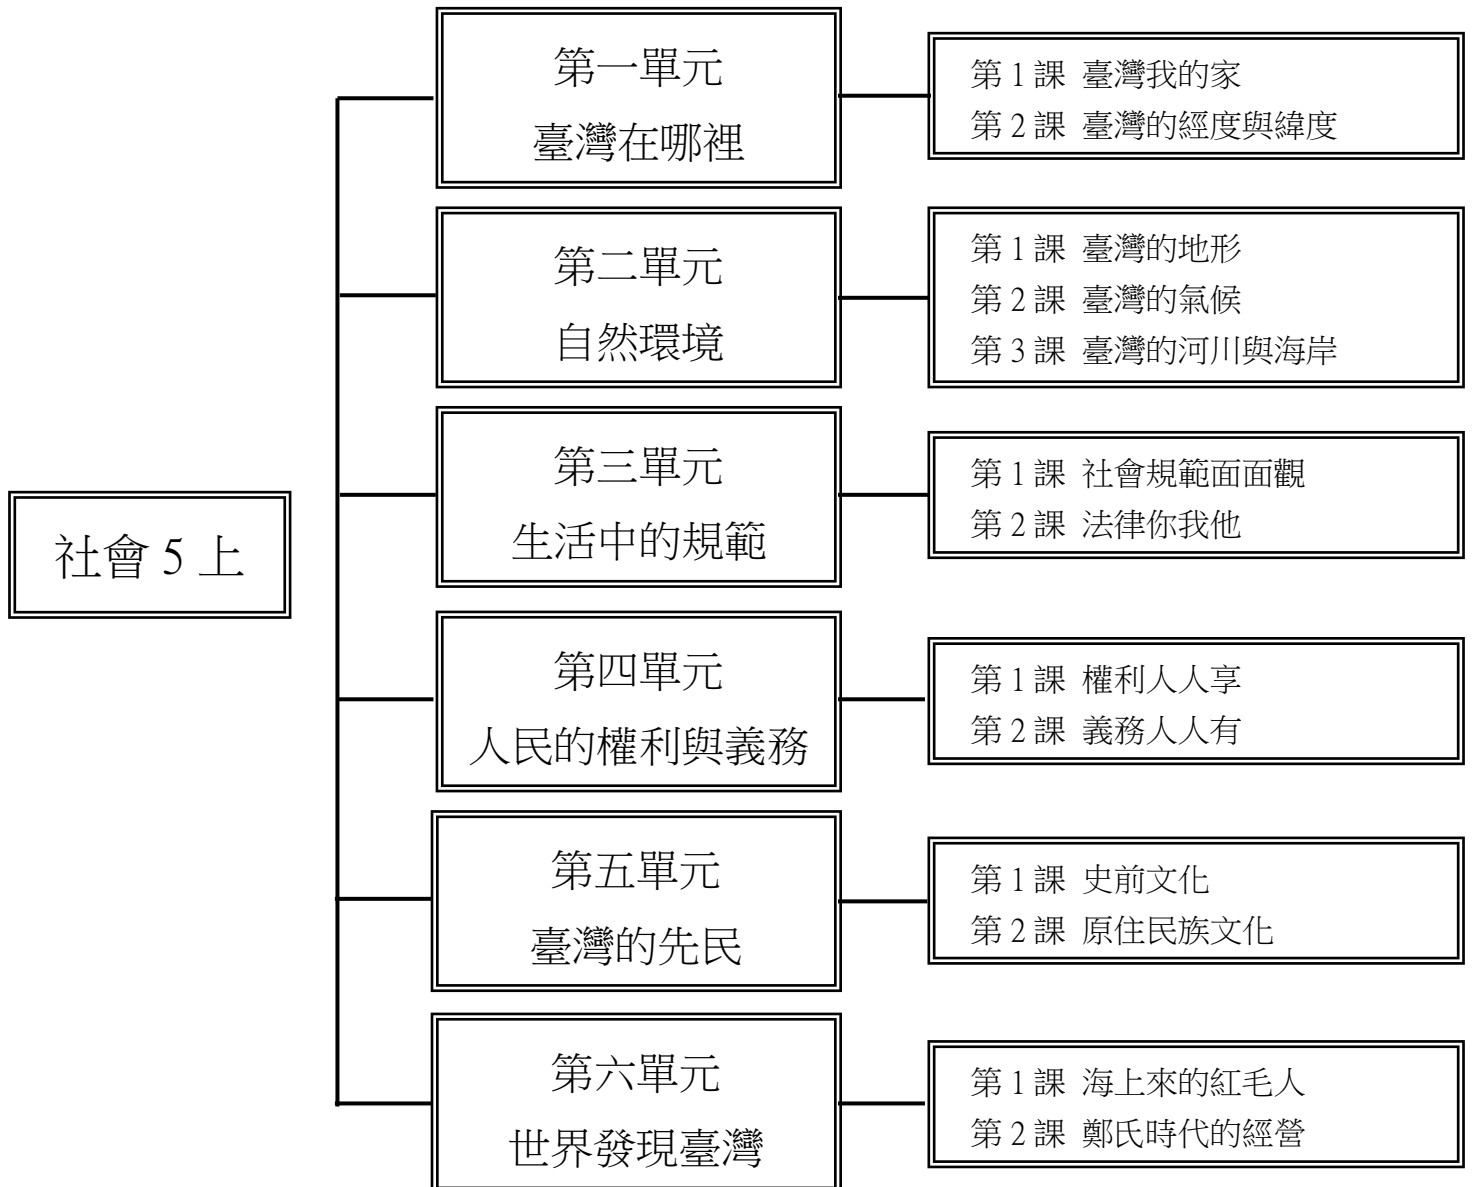 社會 5 上
第一單元
臺灣在哪裡
第 1 課 臺灣我的家
第 2 課 臺灣的經度與緯度
第二單元
自然環境
第 1 課 臺灣的地形
第 2 課 臺灣的氣候
第 3 課 臺灣的河川與海岸
第三單元
生活中的規範
第 1 課 社會規範面面觀
第 2 課 法律你我他
第四單元
人民的權利與義務
第 1 課 權利人人享
第 2 課 義務人人有
第五單元
臺灣的先民
第 1 課 史前文化
第 2 課 原住民族文化
第六單元
世界發現臺灣
第 1 課 海上來的紅毛人
第 2 課 鄭氏時代的經營